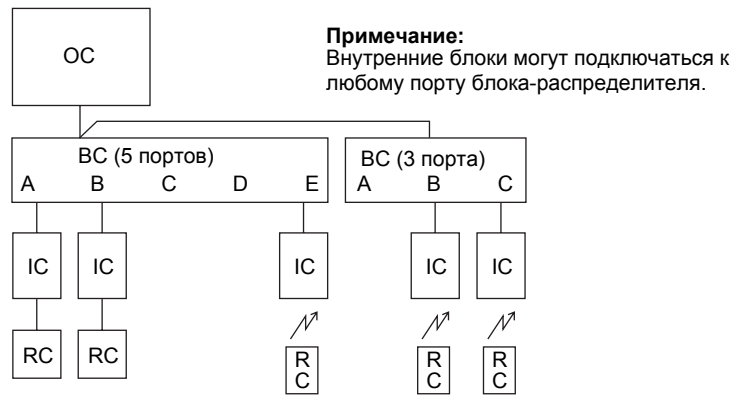 OC
Примечание:
Внутренние блоки могут подключаться к
любому порту блока-распределителя.
BC (5 портов)
A B C D E
BC (3 порта)
A B C
IC IC IC IC IC
RC RC
R
C
R
C
R
C